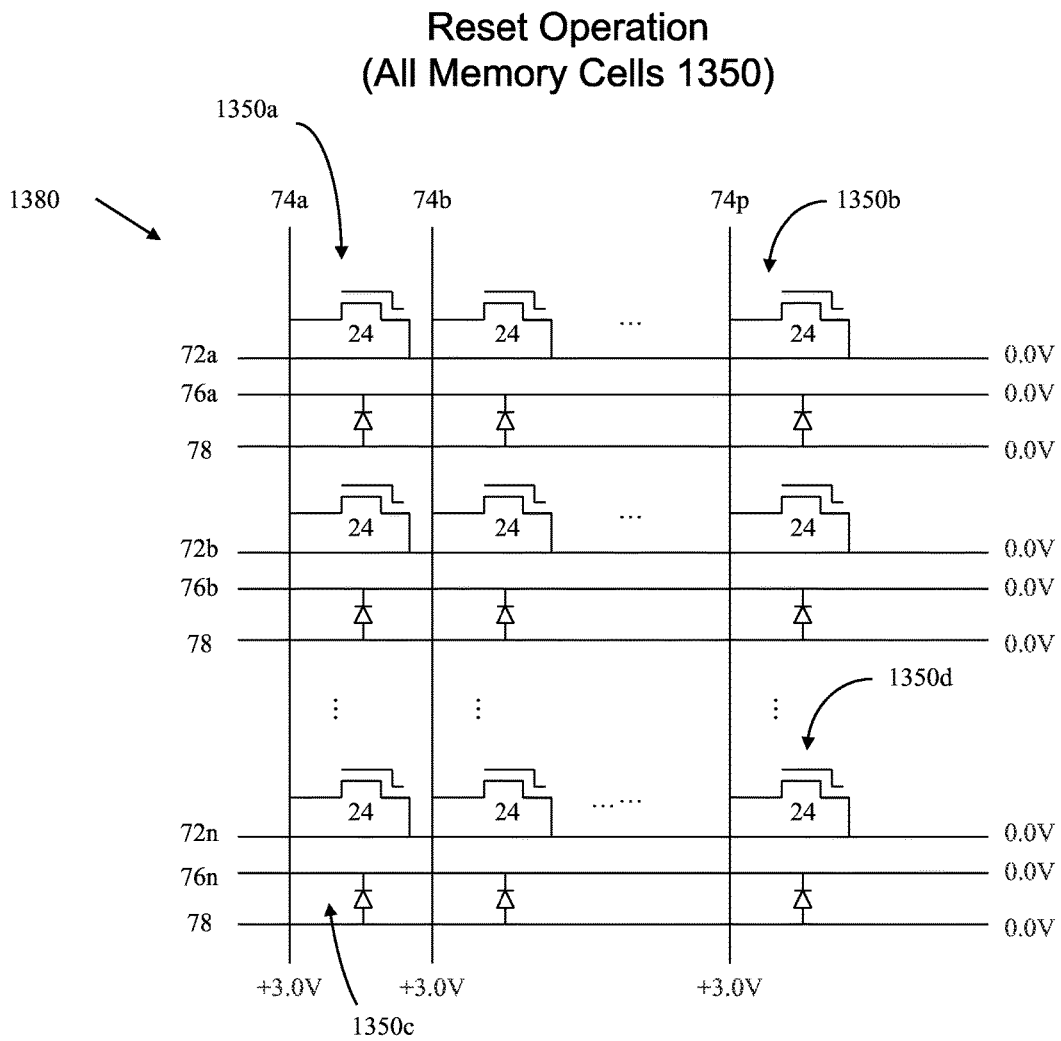 Reset Operation
(All Memory Cells 1350)
1350a
1380 74a 74b 74p 1350b
24 24 ... 24
72a 0.0V
76a 0.0V
78 0.0V
24 24 ... 24
72b 0.0V
76b 0.0V
78 0.0V
1350d
⋮ ⋮ ⋮
24 24 ...... 24
72n 0.0V
76n 0.0V
78 0.0V
+3.0V +3.0V +3.0V
1350c